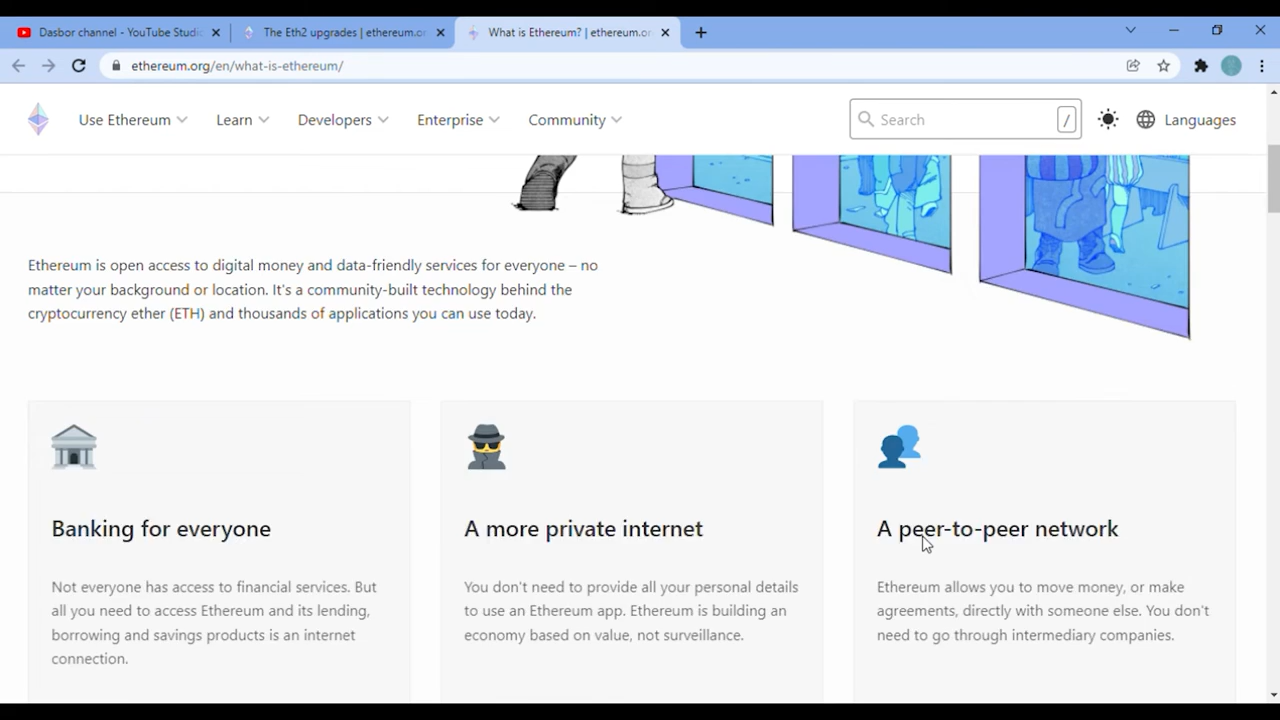 Dasbor channel - YouTube Studio
The Eth2 upgrades | ethereum.or
What is Ethereum? | ethereum.or
ethereum.org/en/what-is-ethereum/
Use Ethereum
Learn
Developers
Enterprise
Community
Search
/
Languages
Ethereum is open access to digital money and data-friendly services for everyone – no
matter your background or location. It's a community-built technology behind the
cryptocurrency ether (ETH) and thousands of applications you can use today.
Banking for everyone
Not everyone has access to financial services. But
all you need to access Ethereum and its lending,
borrowing and savings products is an internet
connection.
A more private internet
You don't need to provide all your personal details
to use an Ethereum app. Ethereum is building an
economy based on value, not surveillance.
A peer-to-peer network
Ethereum allows you to move money, or make
agreements, directly with someone else. You don't
need to go through intermediary companies.